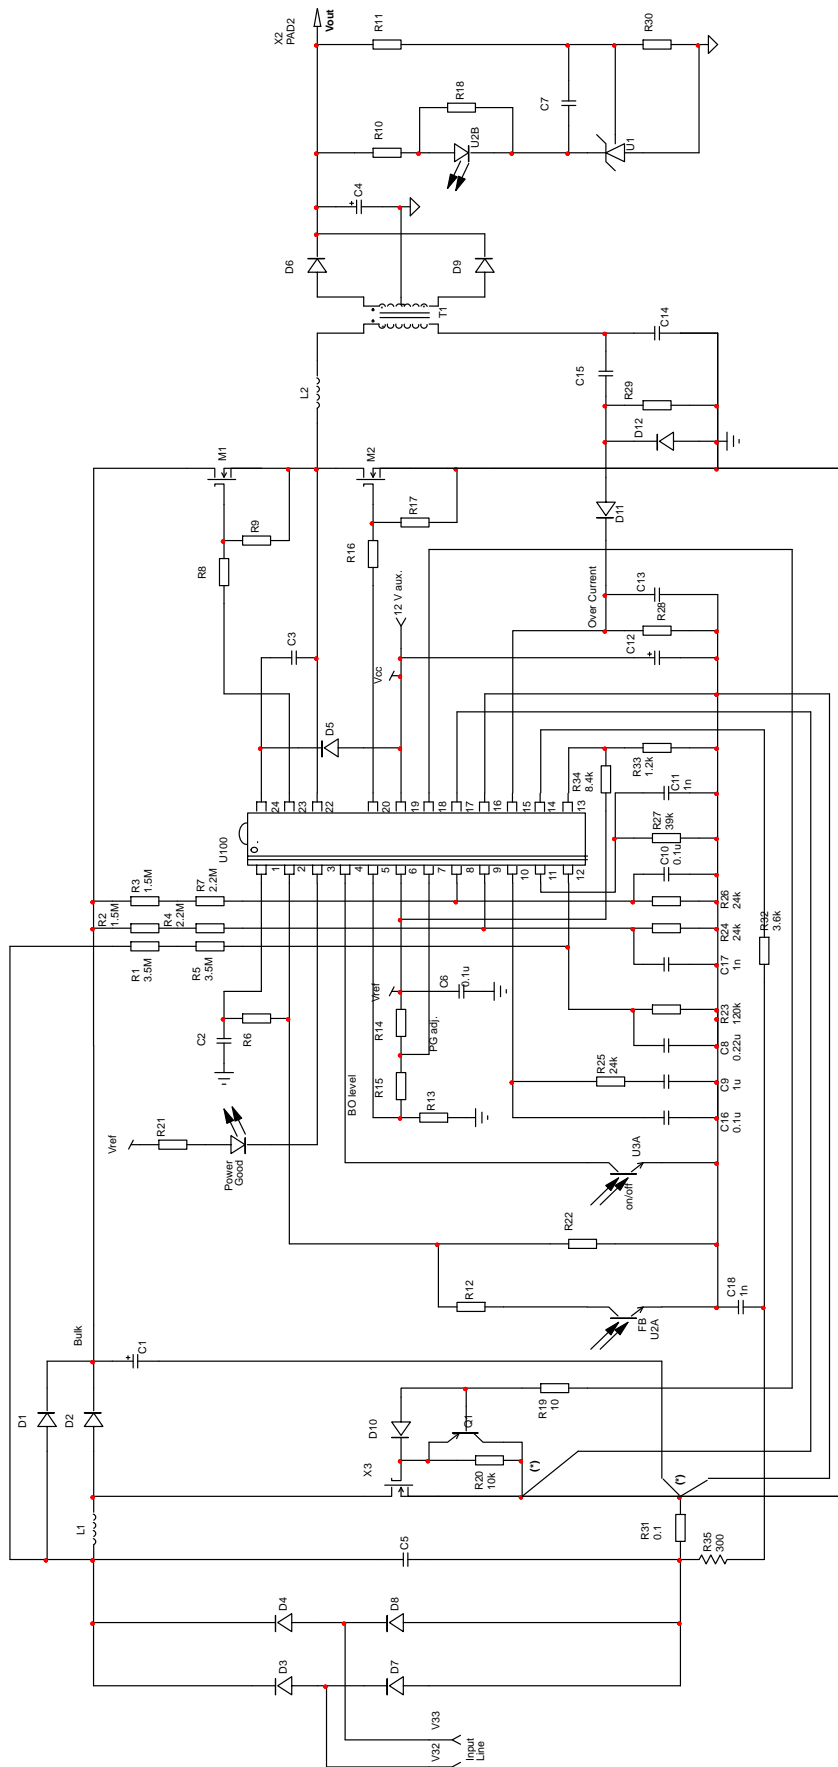 X2
PAD2
Vout
R11
R30
R18
C7
R10
U2B
U1
C4
D6
D9
T1
C14
C15
L2
R29
D12
M1
M2
R9
R17
D11
R8
R16
12 V aux.
Over Current
C13
R28
C3
C12
Vcc
D5
R34
8.4k
R33
1.2k
C11
1n
R27
39k
C10
0.1u
U100
24
23
22
20
19
18
17
16
15
14
13
1
2
3
4
5
6
7
8
9
10
11
12
R3
1.5M
R7
2.2M
R2
1.5M
R4
2.2M
R1
3.5M
R5
3.5M
R26
24k
R24
24k
R32
3.6k
C17
1n
Vref
C6
0.1u
C2
R6
R14
PG adj.
R23
120k
C8
0.22u
R25
24k
C9
1u
R15
BO level
R13
C16
0.1u
Vref
R21
Power
Good
U3A
on/off
R22
R12
C18
1n
FB
U2A
Bulk
C1
D1
D2
D10
Q1
R19
10
X3
R20
10k
(*)
(*)
L1
C5
R31
0.1
R35
300
D4
D8
D3
D7
V33
V32
Input
Line